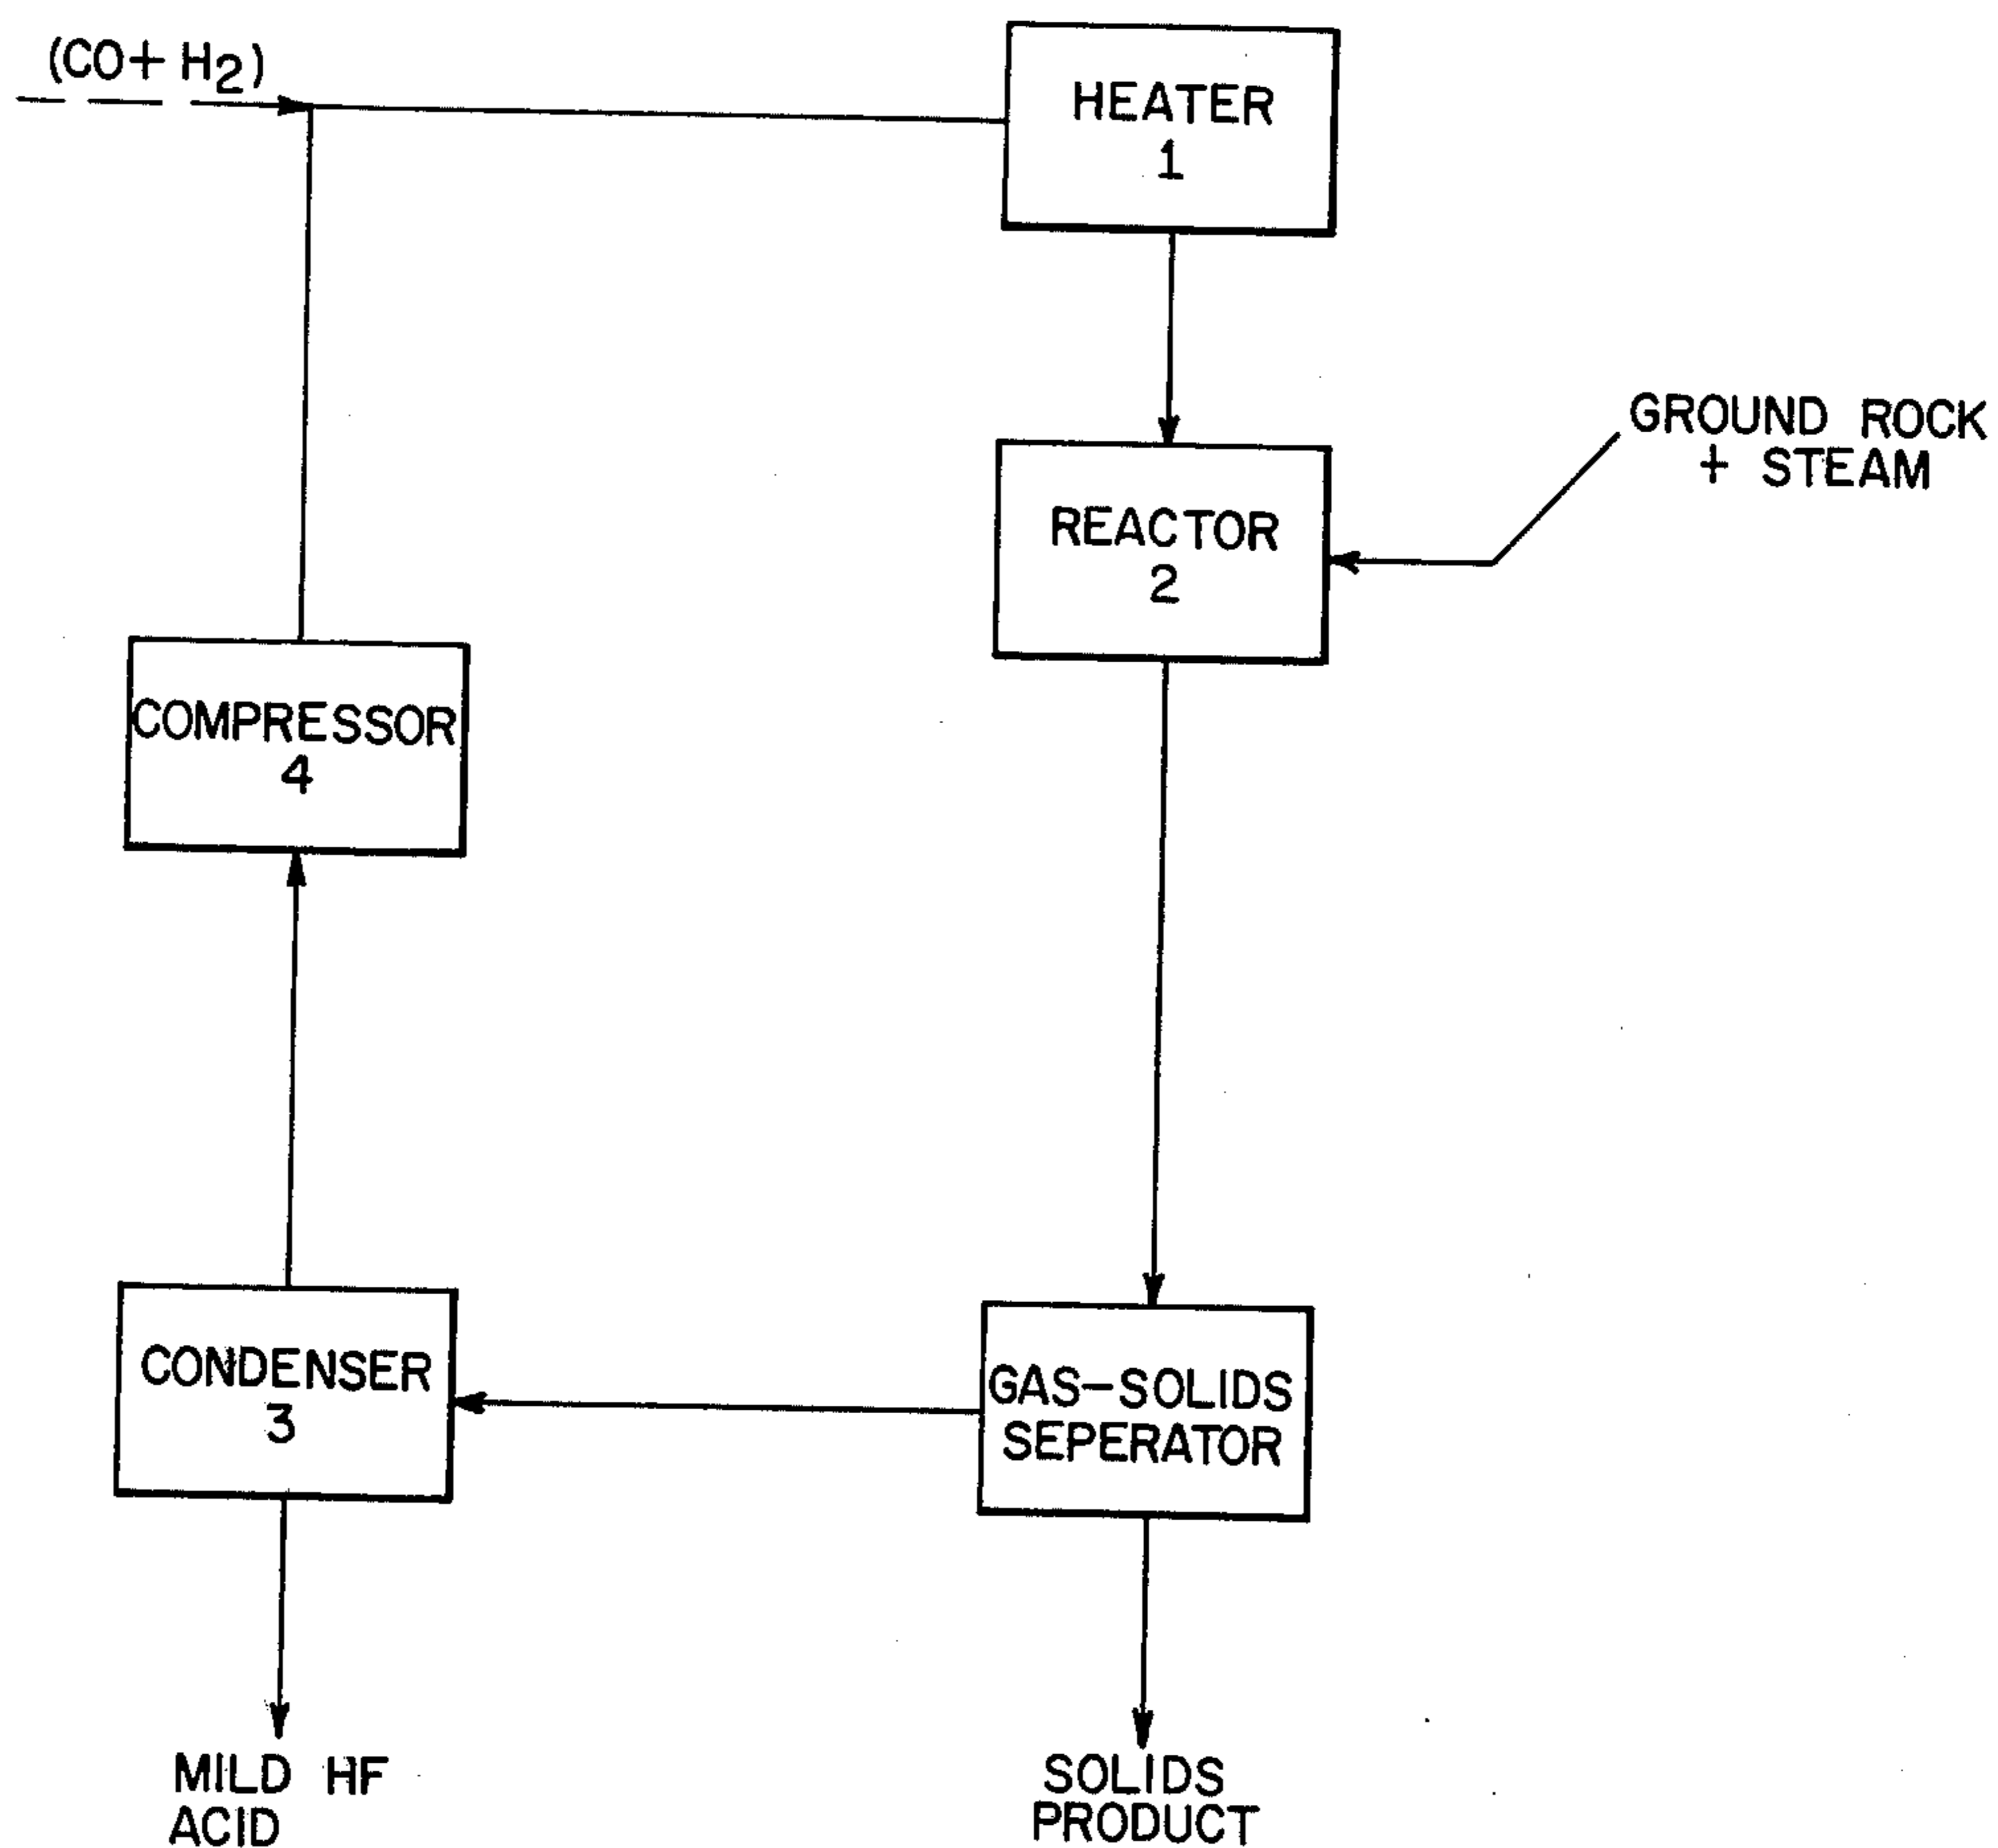 (CO+ H2)
HEATER
1
GROUND ROCK
+ STEAM
REACTOR
2
COMPRESSOR
4
CONDENSER
3
GAS-SOLIDS
SEPERATOR
MILD HF
ACID
SOLIDS
PRODUCT